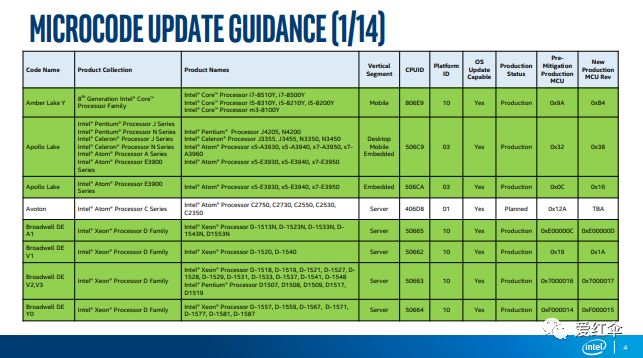 MICROCODE UPDATE GUIDANCE (1/14)
Code Name Product Collection Product Names Vertical Segment CPUID Platform ID OS Update Capable Production Status Pre-Mitigation Production MCU New Production MCU Rev
Amber Lake Y
8th Generation Intel® Core™
Processor Family
Intel® Core™ Processor i7-8510Y, i7-8500Y
Intel® Core™ Processor i5-8310Y, i5-8210Y, i5-8200Y
Intel® Core™ Processor m3-8100Y
Mobile 806E9 10 Yes Production 0x9A 0xB4
Apollo Lake
Intel® Pentium® Processor J Series
Intel® Pentium® Processor N Series
Intel® Celeron® Processor J Series
Intel® Celeron® Processor N Series
Intel® Atom® Processor A Series
Intel® Atom® Processor E3900
Series
Intel® Pentium® Processor J4205, N4200
Intel® Celeron® Processor J3355, J3455, N3350, N3450
Intel® Atom® Processor x5-A3930, x5-A3940, x7-A3950, x7-
A3960
Intel® Atom® Processor x5-E3930, x5-E3940, x7-E3950
Desktop
Mobile
Embedded
506C9 03 Yes Production 0x32 0x38
Apollo Lake
Intel® Atom® Processor E3900
Series
Intel® Atom® Processor x5-E3930, x5-E3940, x7-E3950
Embedded 506CA 03 Yes Production 0x0C 0x16
Avoton
Intel® Atom® Processor C Series
Intel® Atom® Processor C2750, C2730, C2550, C2530,
C2350
Server 406D8 01 Yes Planned 0x12A TBA
Broadwell DE
A1
Intel® Xeon® Processor D Family
Intel® Xeon® Processor D-1513N, D-1523N, D-1533N, D-
1543N, D1553N
Server 50665 10 Yes Production 0xE00000C 0xE00000D
Broadwell DE
V1
Intel® Xeon® Processor D Family
Intel® Xeon® Processor D-1520, D-1540
Server 50662 10 Yes Production 0x19 0x1A
Broadwell DE
V2,V3
Intel® Xeon® Processor D Family
Intel® Xeon® Processor D-1518, D-1519, D-1521, D-1527, D-
1528, D-1529, D-1531, D-1533, D-1537, D-1541, D-1548
Intel® Pentium® Processor D1507, D1508, D1509, D1517,
D1519
Server 50663 10 Yes Production 0x7000016 0x7000017
Broadwell DE
Y0
Intel® Xeon® Processor D Family
Intel® Xeon® Processor D-1557, D-1559, D-1567, D-1571,
D-1577, D-1581, D-1587
Server 50664 10 Yes Production 0xF000014 0xF000015
爱红伞
intel 4